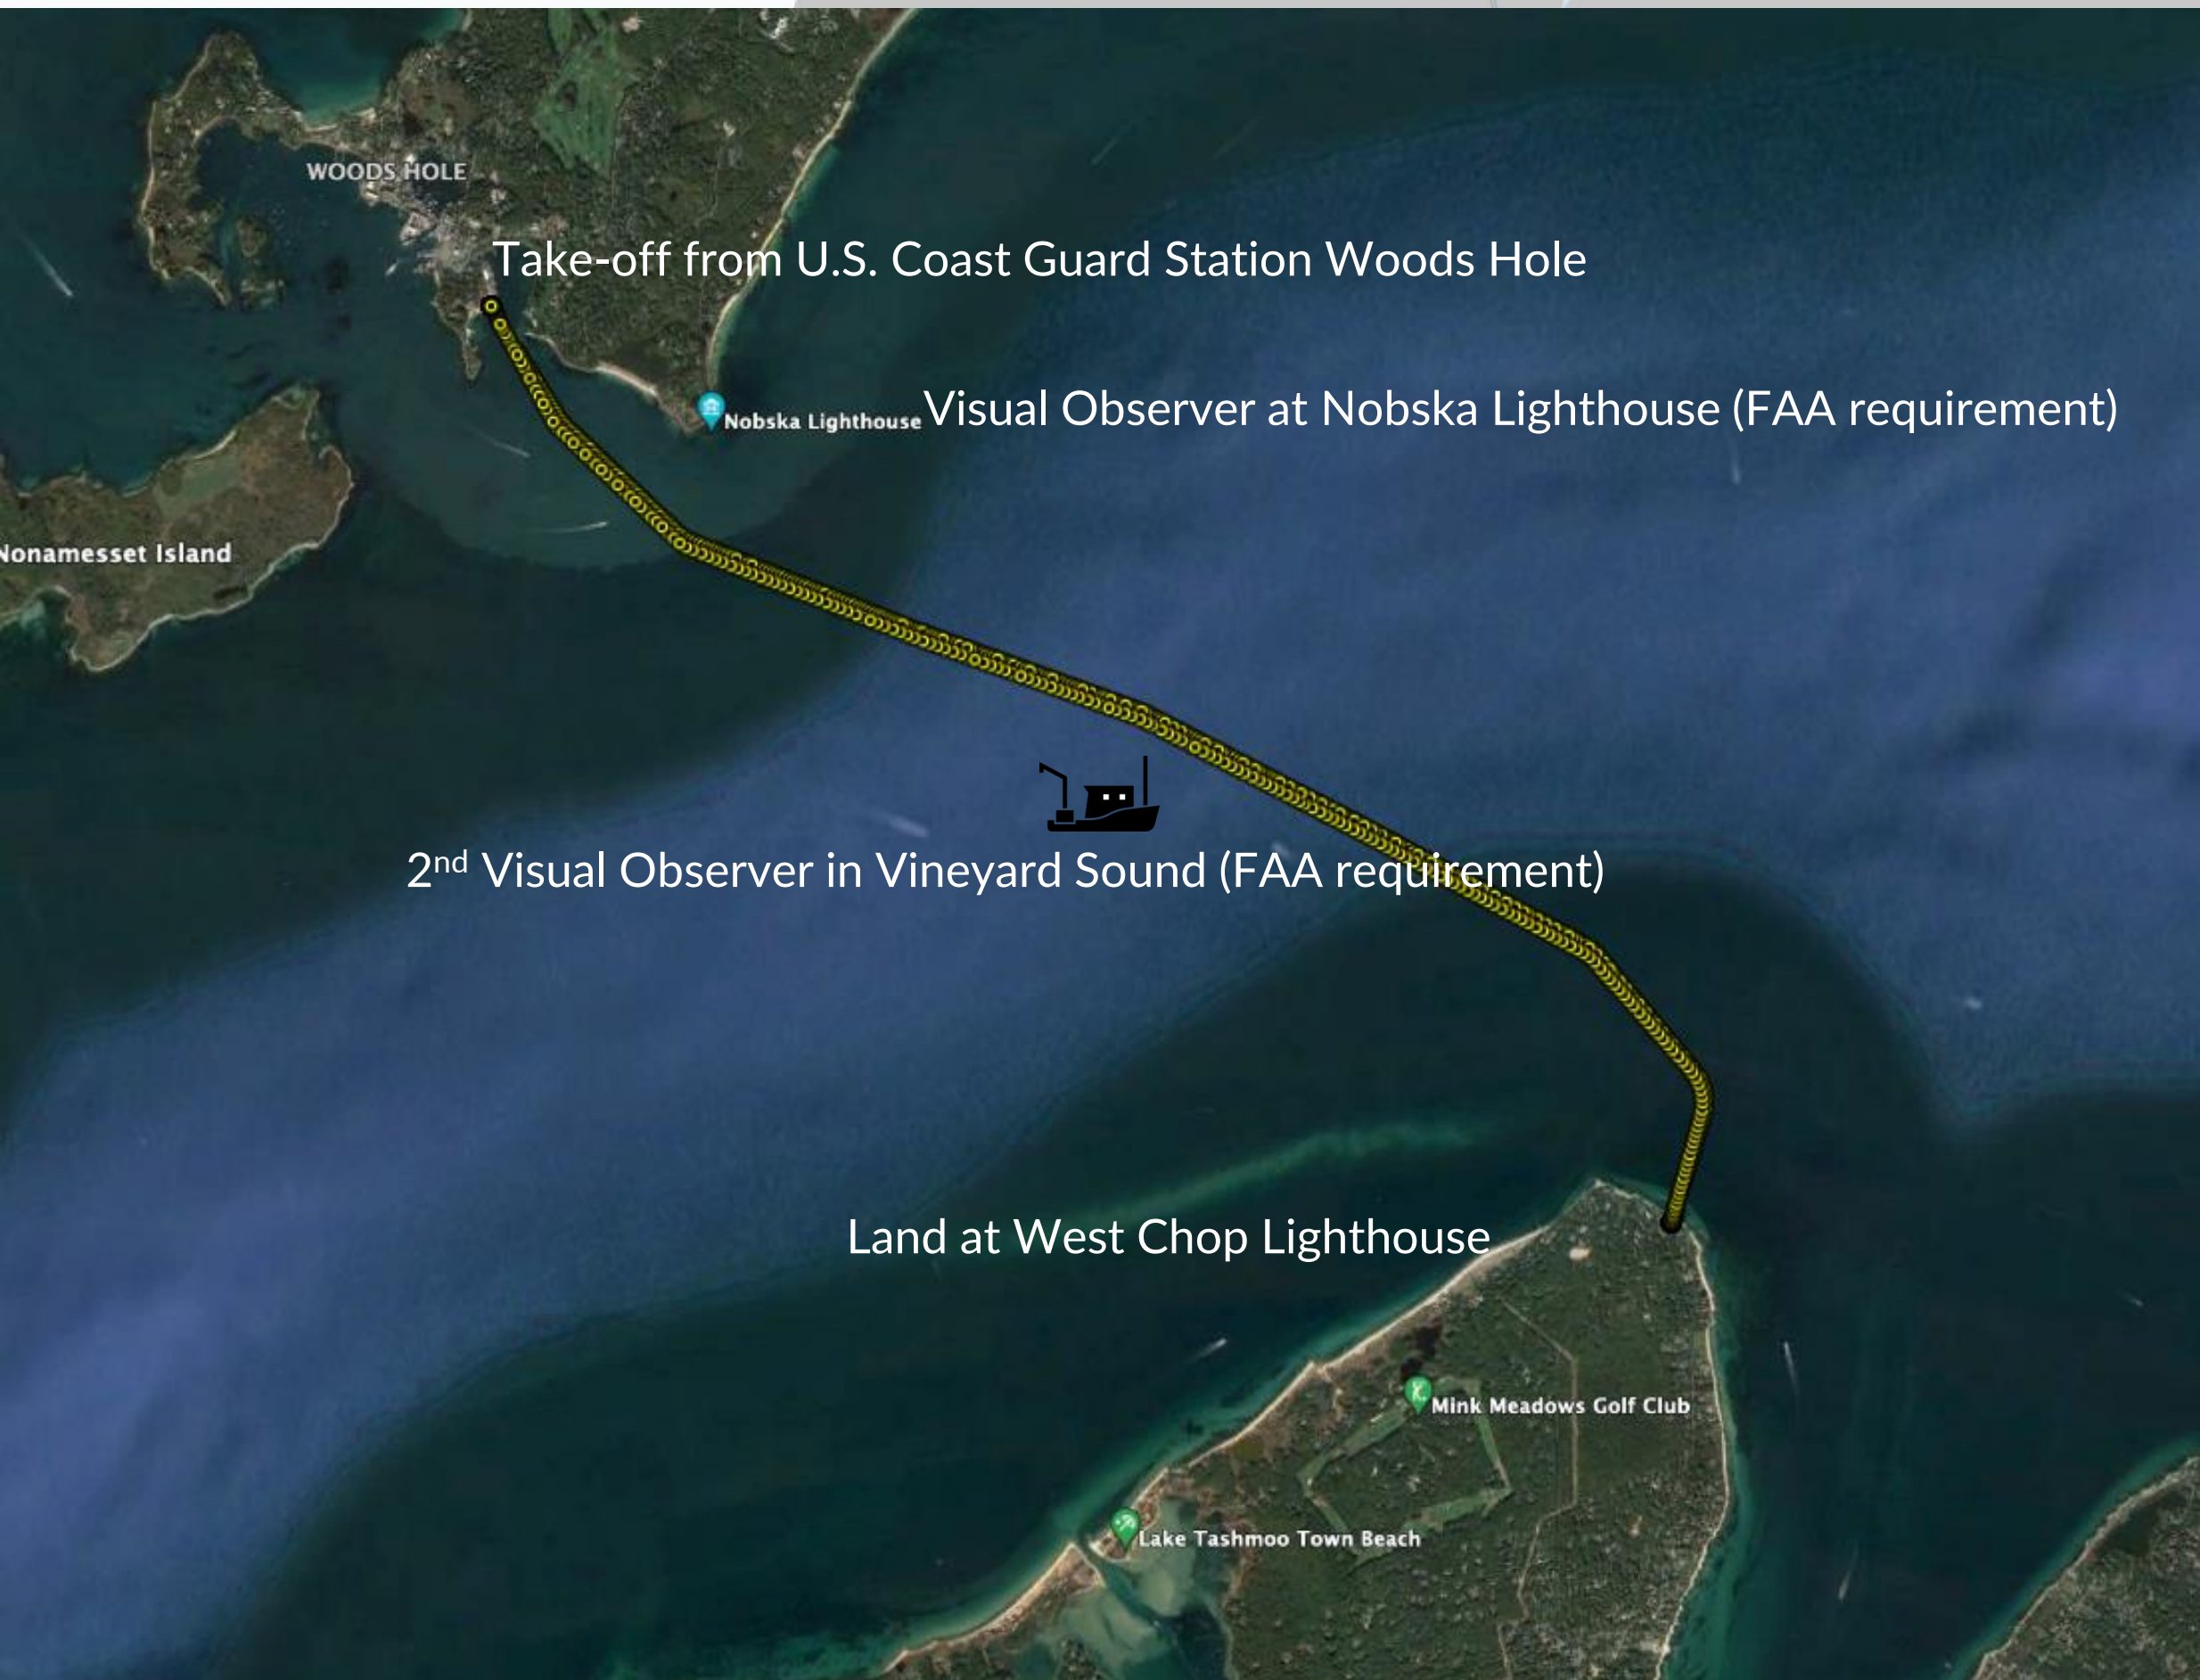 WOODS HOLE
Take-off from U.S. Coast Guard Station Woods Hole
Nobska Lighthouse
Visual Observer at Nobska Lighthouse (FAA requirement)
Nonamesset Island
2nd Visual Observer in Vineyard Sound (FAA requirement)
Land at West Chop Lighthouse
Mink Meadows Golf Club
Lake Tashmoo Town Beach